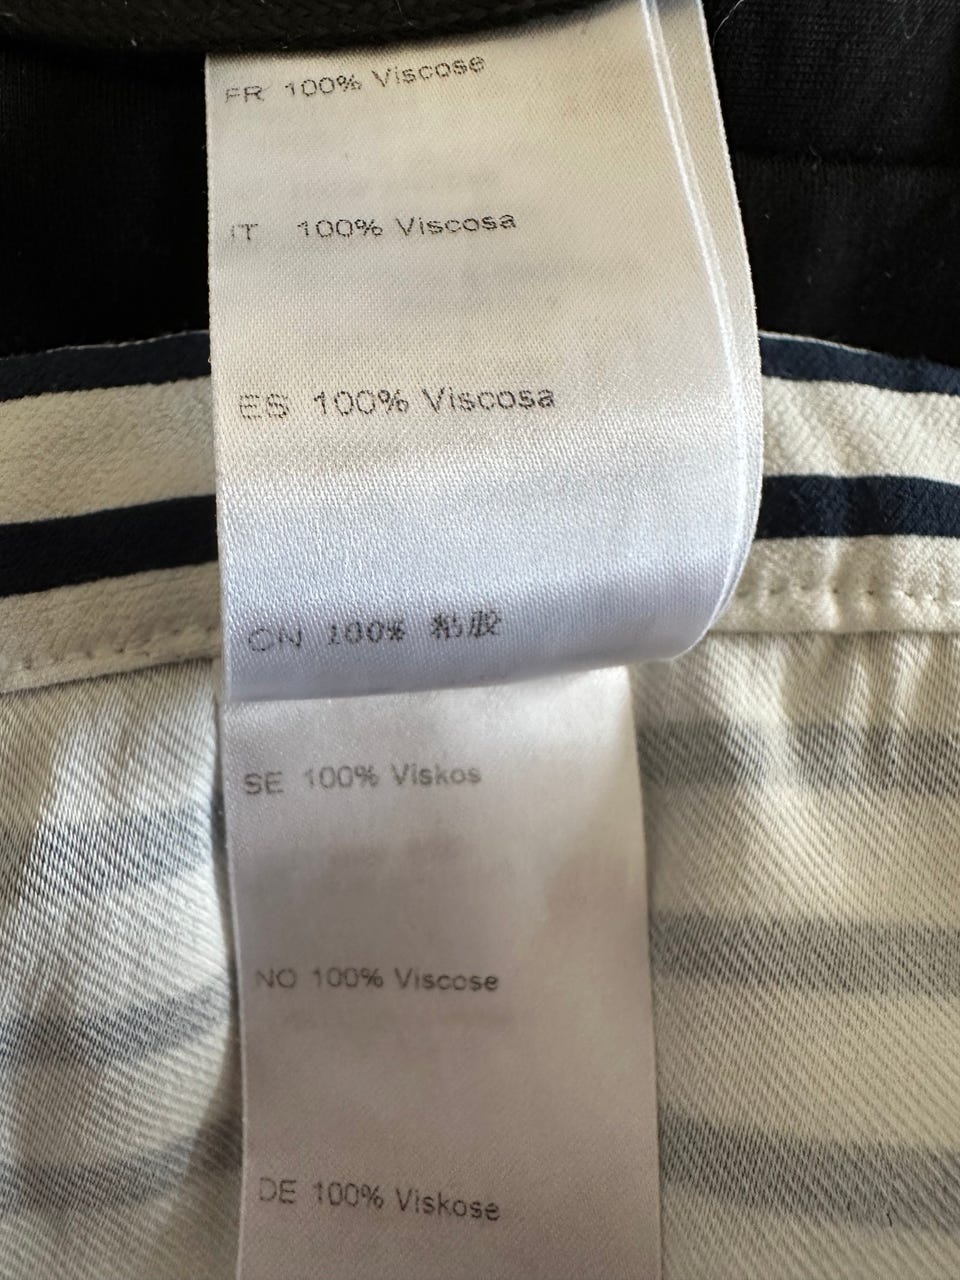 FR 100% Viscose
IT 100% Viscosa
ES 100% Viscosa
CN 100% 粘胶
SE 100% Viskos
NO 100% Viscose
DE 100% Viskose